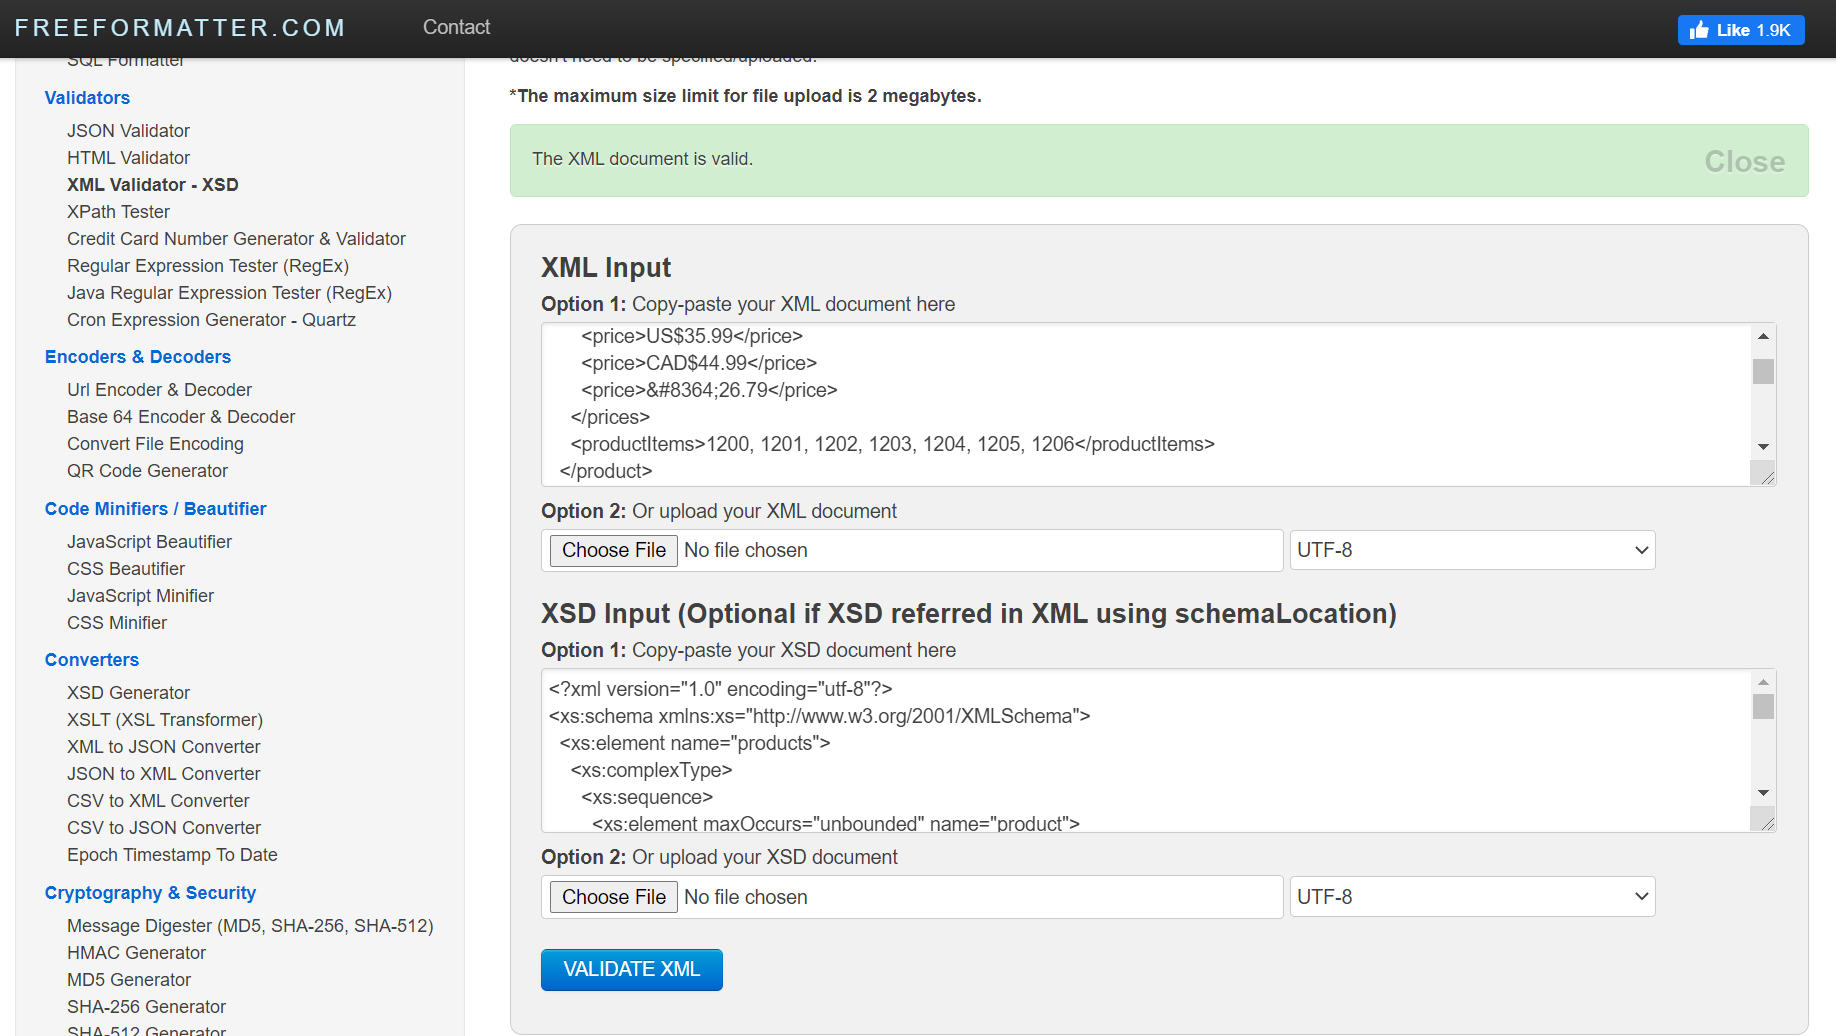 FREEFORMATTER.COM
Contact
Like 1.9K
SQL Formatter
Validators
JSON Validator
HTML Validator
XML Validator - XSD
XPath Tester
Credit Card Number Generator & Validator
Regular Expression Tester (RegEx)
Java Regular Expression Tester (RegEx)
Cron Expression Generator - Quartz
Encoders & Decoders
Url Encoder & Decoder
Base 64 Encoder & Decoder
Convert File Encoding
QR Code Generator
Code Minifiers / Beautifier
JavaScript Beautifier
CSS Beautifier
JavaScript Minifier
CSS Minifier
Converters
XSD Generator
XSLT (XSL Transformer)
XML to JSON Converter
JSON to XML Converter
CSV to XML Converter
CSV to JSON Converter
Epoch Timestamp To Date
Cryptography & Security
Message Digester (MD5, SHA-256, SHA-512)
HMAC Generator
MD5 Generator
SHA-256 Generator
SHA-512 Generator
doesn't need to be specified/uploaded.
*The maximum size limit for file upload is 2 megabytes.
The XML document is valid.
Close
XML Input
Option 1: Copy-paste your XML document here
<price>US$35.99</price>
<price>CAD$44.99</price>
<price>&#8364;26.79</price>
</prices>
<productItems>1200, 1201, 1202, 1203, 1204, 1205, 1206</productItems>
</product>
Option 2: Or upload your XML document
Choose File No file chosen
UTF-8
XSD Input (Optional if XSD referred in XML using schemaLocation)
Option 1: Copy-paste your XSD document here
<?xml version="1.0" encoding="utf-8"?>
<xs:schema xmlns:xs="http://www.w3.org/2001/XMLSchema">
<xs:element name="products">
<xs:complexType>
<xs:sequence>
<xs:element maxOccurs="unbounded" name="product">
Option 2: Or upload your XSD document
Choose File No file chosen
UTF-8
VALIDATE XML